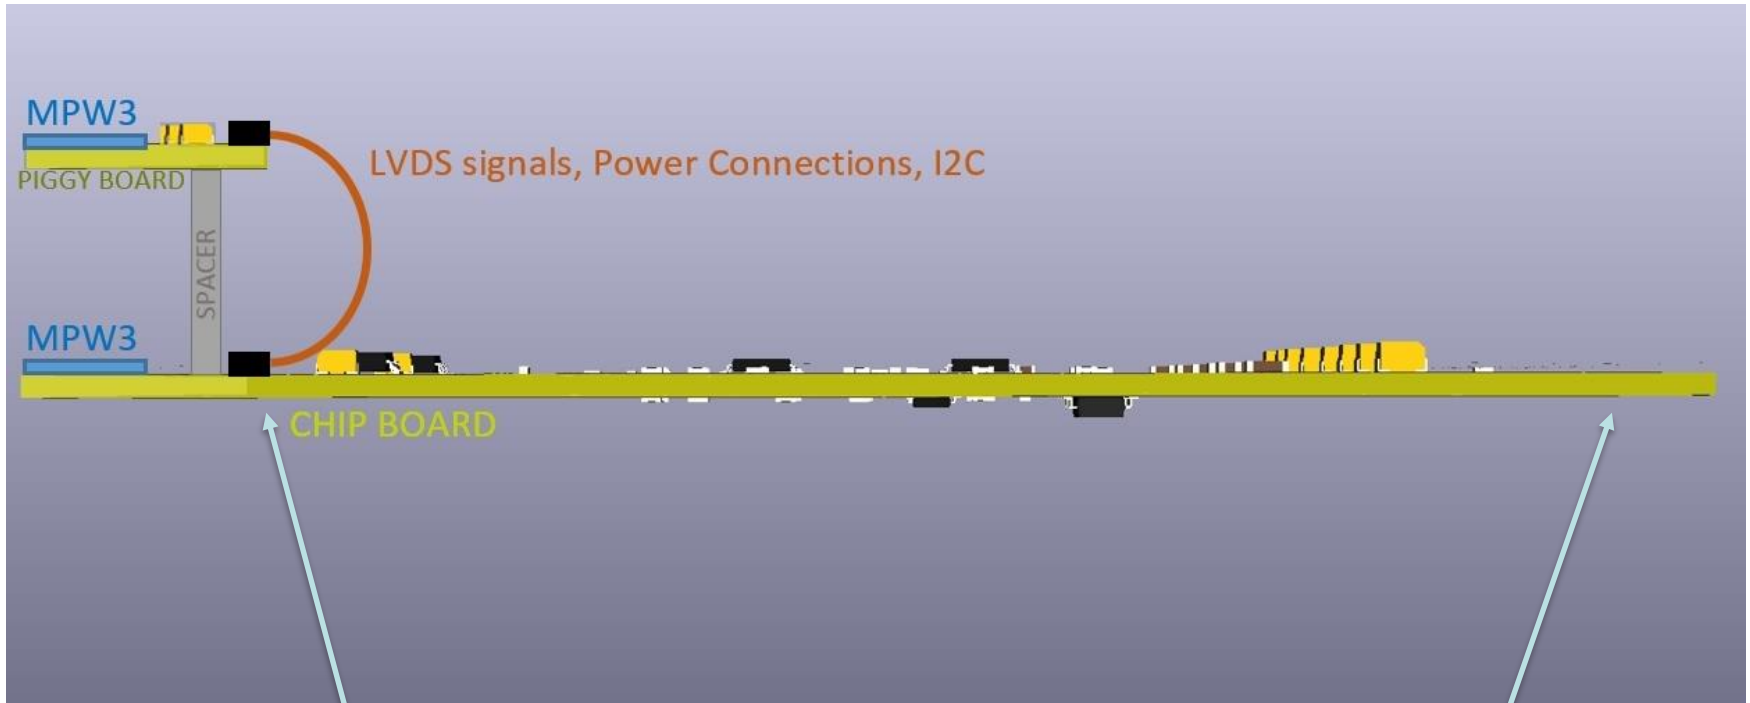 MPW3
LVDS signals, Power Connections, I2C
PIGGY BOARD
SPACER
MPW3
CHIP BOARD